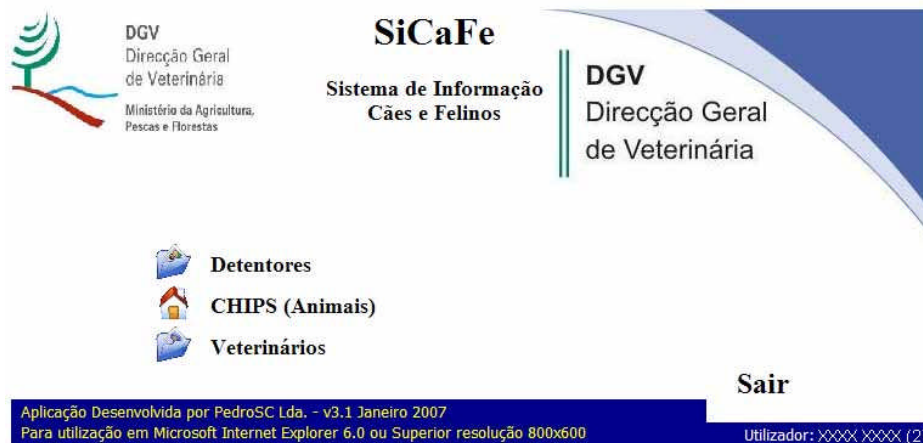 DGV
Direcção Geral
de Veterinária
Ministério da Agricultura,
Pescas e Florestas
SiCaFe
Sistema de Informação
Cães e Felinos
DGV
Direcção Geral
de Veterinária
Detentores
CHIPS (Animais)
Veterinários
Sair
Aplicação Desenvolvida por PedroSC Lda. - v3.1 Janeiro 2007
Para utilização em Microsoft Internet Explorer 6.0 ou Superior resolução 800x600
Utilizador: XXXX XXXX (2